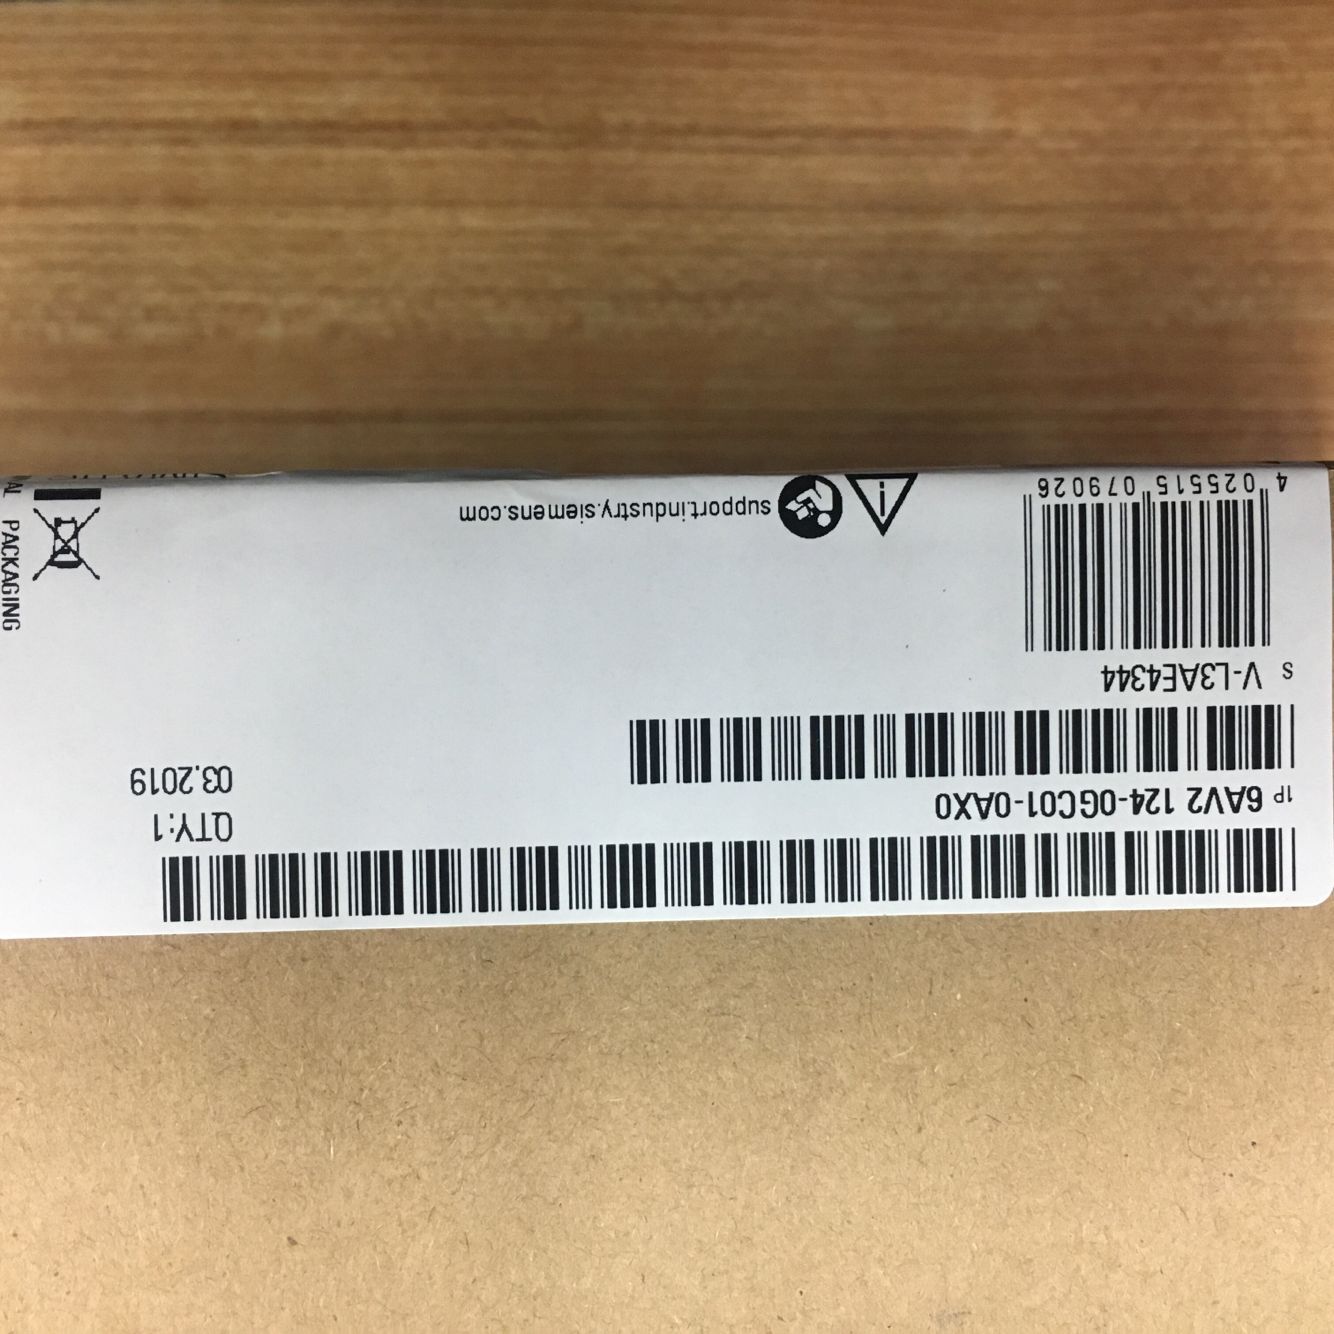 1P 6AV2 124-0GC01-0AX0
QTY:1
03.2019
S V-L3AE4344
4 025515 079026
support.industry.siemens.com
PACKAGING